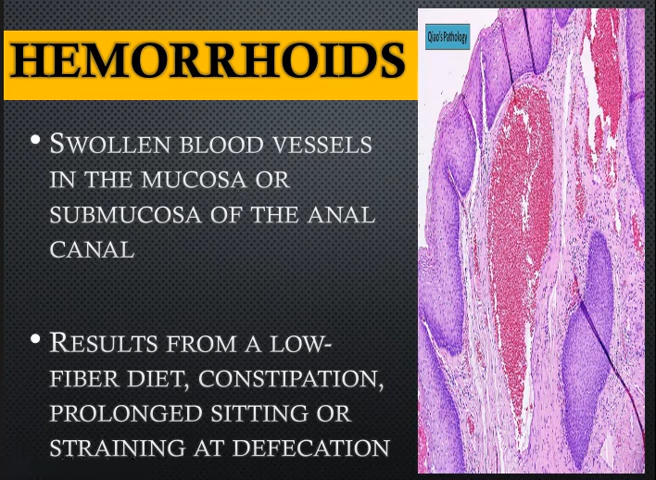 HEMORRHOIDS
• SWOLLEN BLOOD VESSELS
IN THE MUCOSA OR
SUBMUCOSA OF THE ANAL
CANAL
• RESULTS FROM A LOW-
FIBER DIET, CONSTIPATION,
PROLONGED SITTING OR
STRAINING AT DEFECATION
Qiao's Pathology